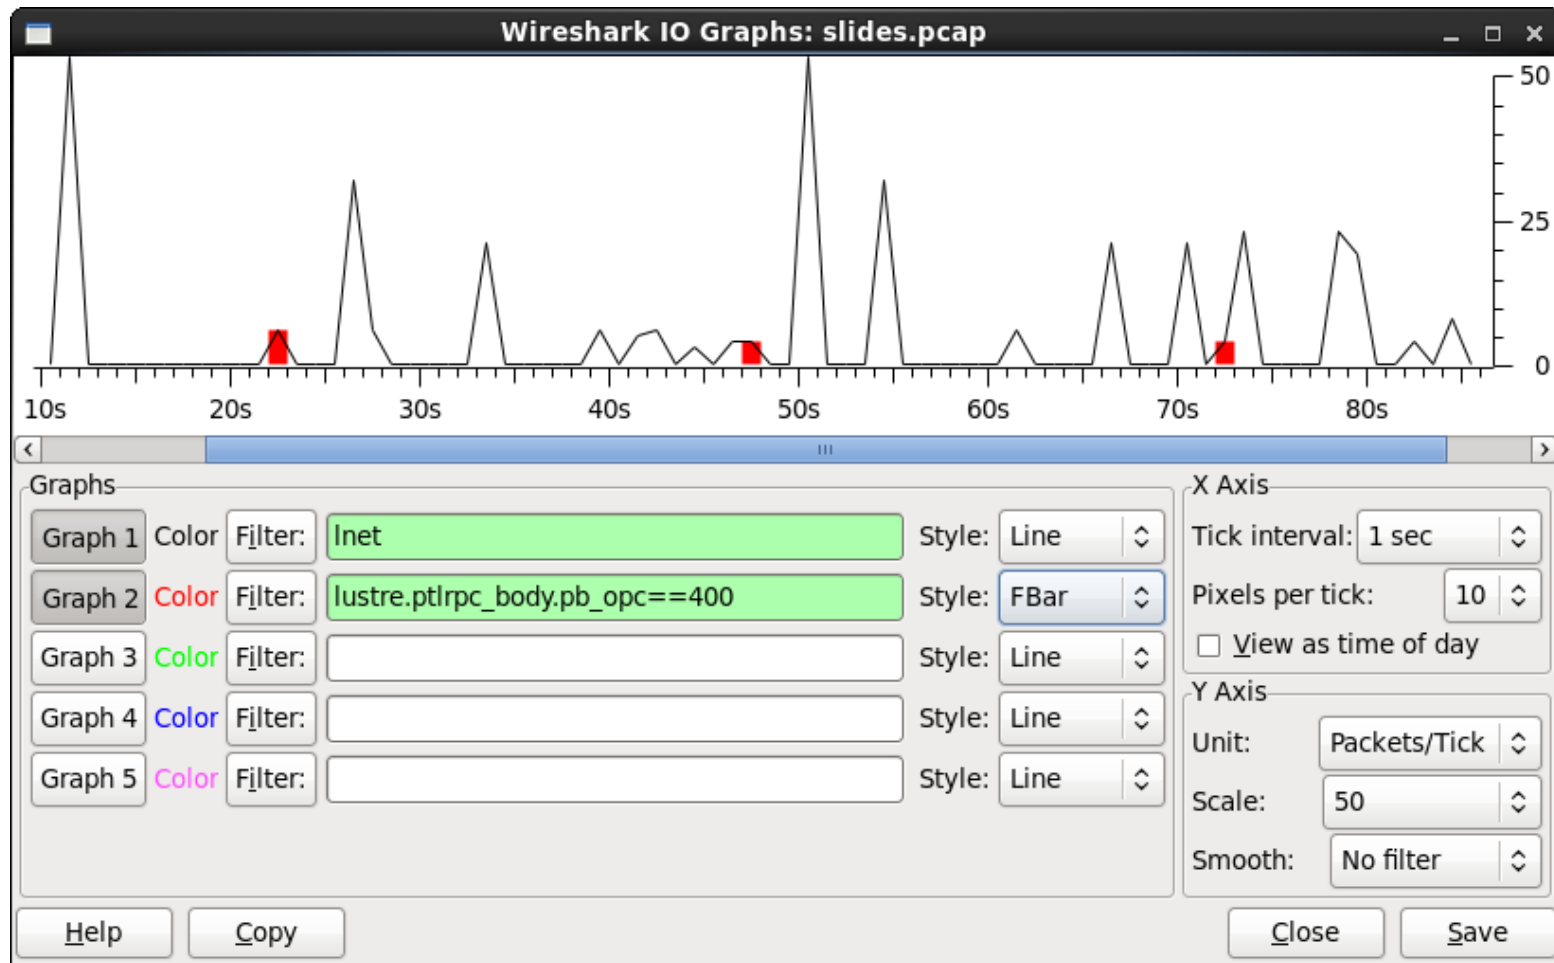 Wireshark IO Graphs: slides.pcap
50
25
0
10s 20s 30s 40s 50s 60s 70s 80s
Graphs
Graph 1 Color Filter: lnet Style: Line
Graph 2 Color Filter: lustre.ptlrpc_body.pb_opc==400 Style: FBar
Graph 3 Color Filter: Style: Line
Graph 4 Color Filter: Style: Line
Graph 5 Color Filter: Style: Line
X Axis
Tick interval: 1 sec
Pixels per tick: 10
View as time of day
Y Axis
Unit: Packets/Tick
Scale: 50
Smooth: No filter
Help Copy Close Save